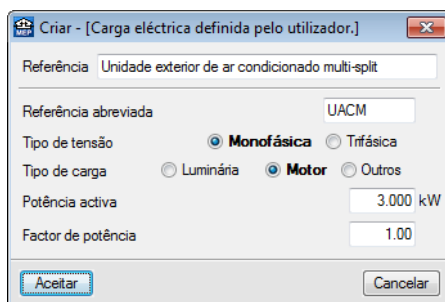 MEP Criar - [Carga eléctrica definida pelo utilizador.]
Referência Unidade exterior de ar condicionado multi-split
Referência abreviada UACM
Tipo de tensão Monofásica Trifásica
Tipo de carga Luminária Motor Outros
Potência activa 3.000 kW
Factor de potência 1.00
Aceitar Cancelar